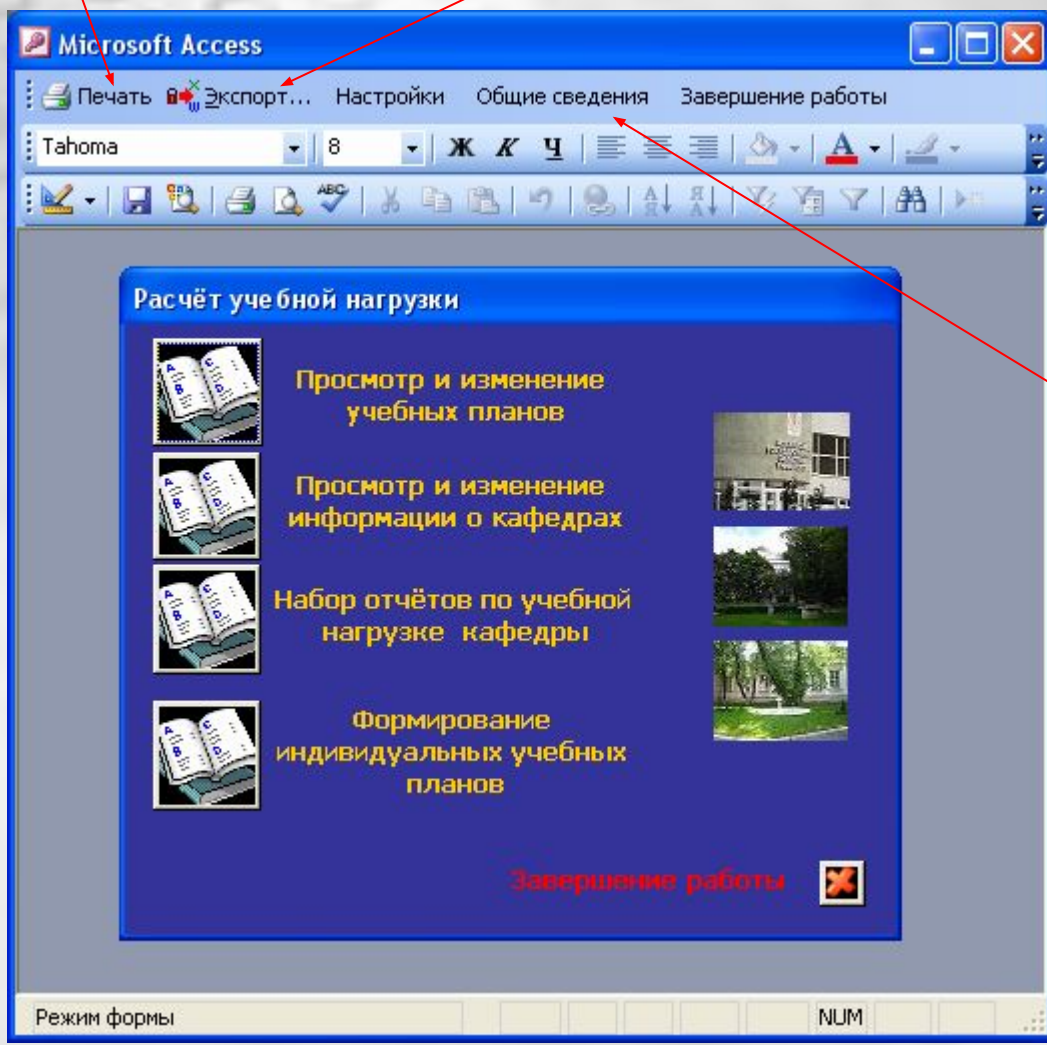 Microsoft Access
Печать Экспорт... Настройки Общие сведения Завершение работы
Tahoma 8 Ж К Ч A
ABC
Расчёт учебной нагрузки
Просмотр и изменение
учебных планов
Просмотр и изменение
информации о кафедрах
Набор отчётов по учебной
нагрузке кафедры
Формирование
индивидуальных учебных
планов
Завершение работы
Режим формы NUM